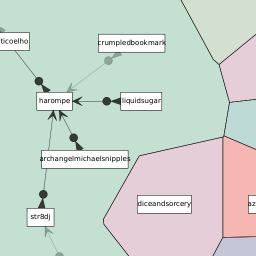 ticoelho
crumpledbookmark
harompe
liquidsugar
archangelmichaelsnipples
diceandsorcery
az
str8dj